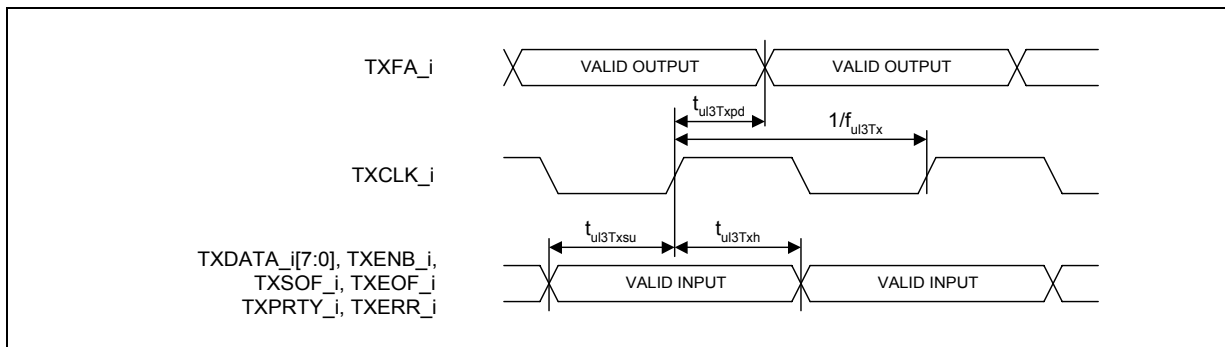 TXFA_i
VALID OUTPUT
VALID OUTPUT
tul3Txpd
1/ful3Tx
TXCLK_i
tul3Txsu
tul3Txh
TXDATA_i[7:0], TXENB_i,
TXSOF_i, TXEOF_i
TXPRTY_i, TXERR_i
VALID INPUT
VALID INPUT